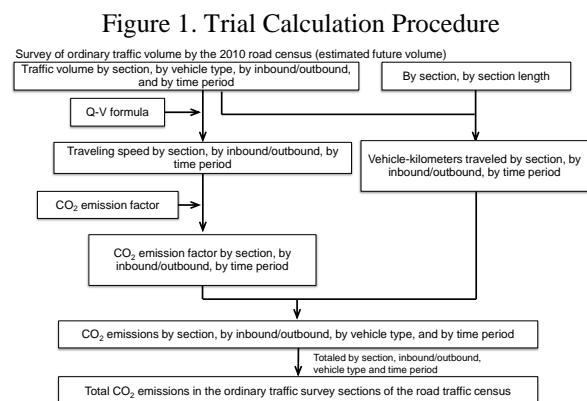 Figure 1. Trial Calculation Procedure
Survey of ordinary traffic volume by the 2010 road census (estimated future volume)
Traffic volume by section, by vehicle type, by inbound/outbound,
and by time period
By section, by section length
Q-V formula
Traveling speed by section, by inbound/outbound, by
time period
Vehicle-kilometers traveled by section, by
inbound/outbound, by time period
CO₂ emission factor
CO₂ emission factor by section, by
inbound/outbound, by time period
CO₂ emissions by section, by inbound/outbound, by vehicle type, and by time period
Totaled by section, inbound/outbound,
vehicle type and time period
Total CO₂ emissions in the ordinary traffic survey sections of the road traffic census